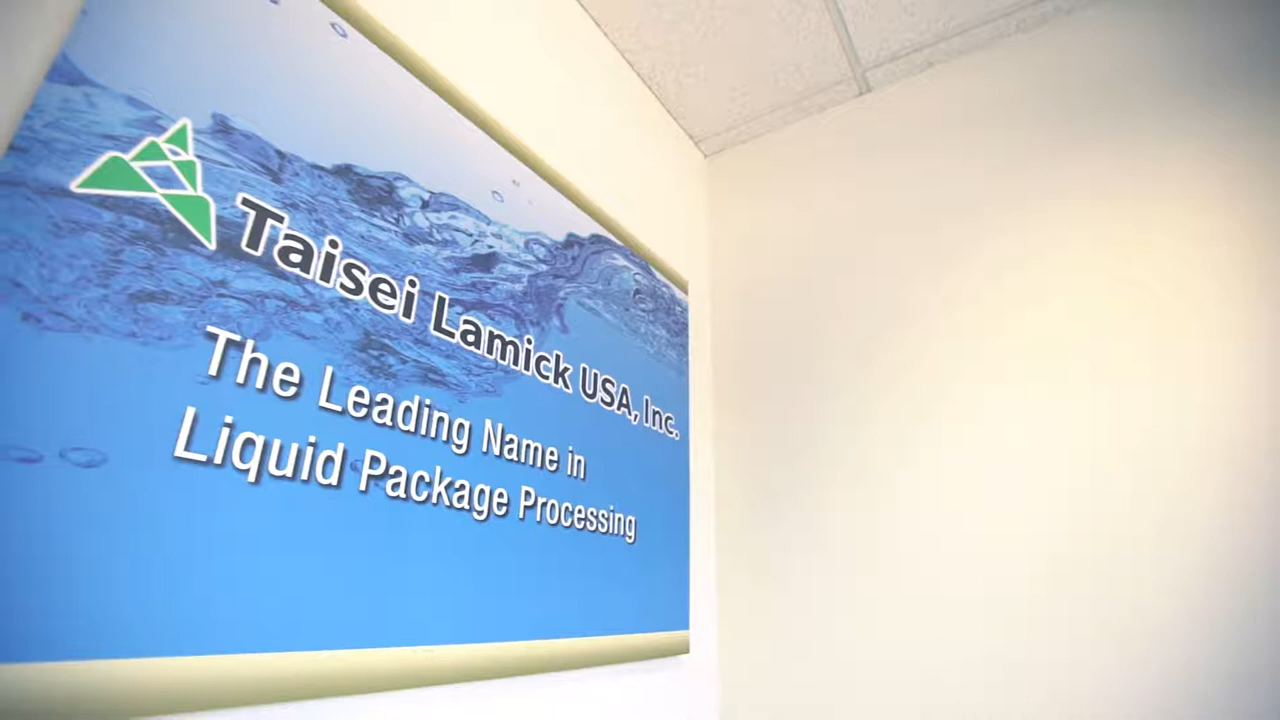 Taisei Lamick USA, Inc.
The Leading Name in
Liquid Package Processing